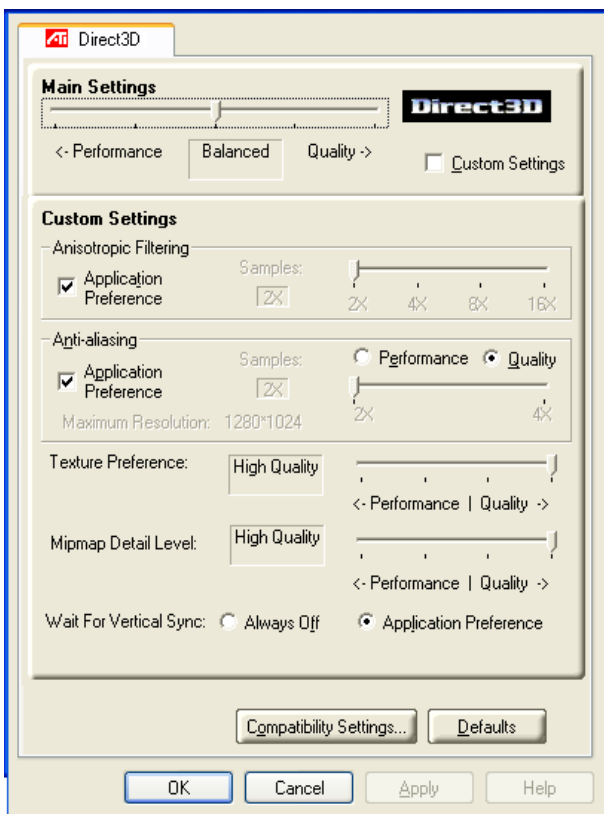 ATI Direct3D
Main Settings
Direct3D
<- Performance Balanced Quality ->
Custom Settings
Custom Settings
Anisotropic Filtering
Application Preference
Samples:
2X
2X 4X 8X 16X
Anti-aliasing
Application Preference
Samples:
2X
Performance Quality
2X 4X
Maximum Resolution: 1280*1024
Texture Preference: High Quality
<- Performance | Quality ->
Mipmap Detail Level: High Quality
<- Performance | Quality ->
Wait For Vertical Sync: Always Off Application Preference
Compatibility Settings... Defaults
OK Cancel Apply Help